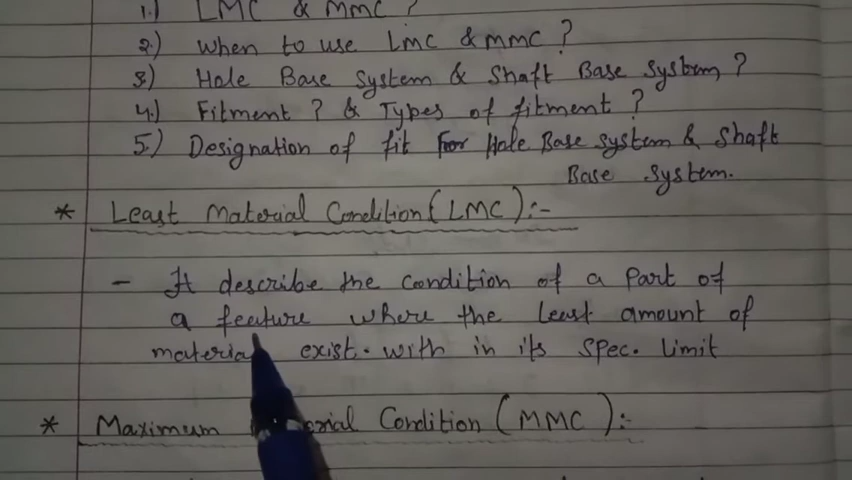 1.) LMC & MMC ?
2.) when to use LMC & MMC ?
3) Hole Base System & Shaft Base System ?
4.) Fitment ? & Types of fitment ?
5.) Designation of fit For Hole Base System & Shaft
Base System.
* Least Material Condition (LMC) :-
- It describe the condition of a part of
a feature where the least amount of
material exist. with in its spec. limit
* Maximum Condition (MMC) :-